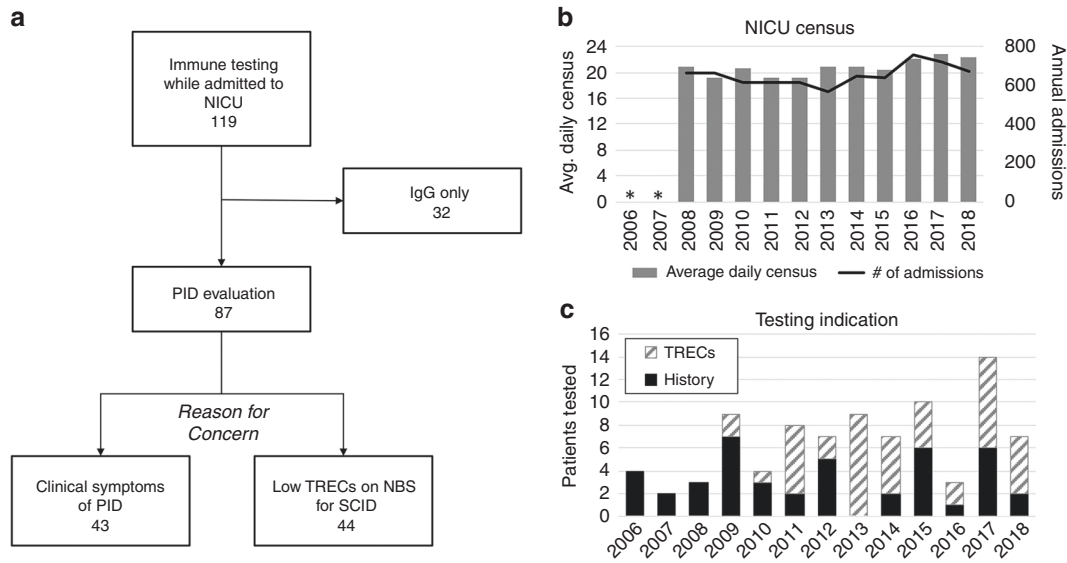 a
Immune testing
while admitted to
NICU
119
IgG only
32
PID evaluation
87
Reason for
Concern
Clinical symptoms
of PID
43
Low TRECs on NBS
for SCID
44
b
NICU census
Avg. daily census
24
20
16
12
8
4
0
Annual admissions
800
600
400
200
0
* *
2006 2007 2008 2009 2010 2011 2012 2013 2014 2015 2016 2017 2018
Average daily census # of admissions
c
Testing indication
Patients tested
16
14
12
10
8
6
4
2
0
TRECs
History
2006 2007 2008 2009 2010 2011 2012 2013 2014 2015 2016 2017 2018